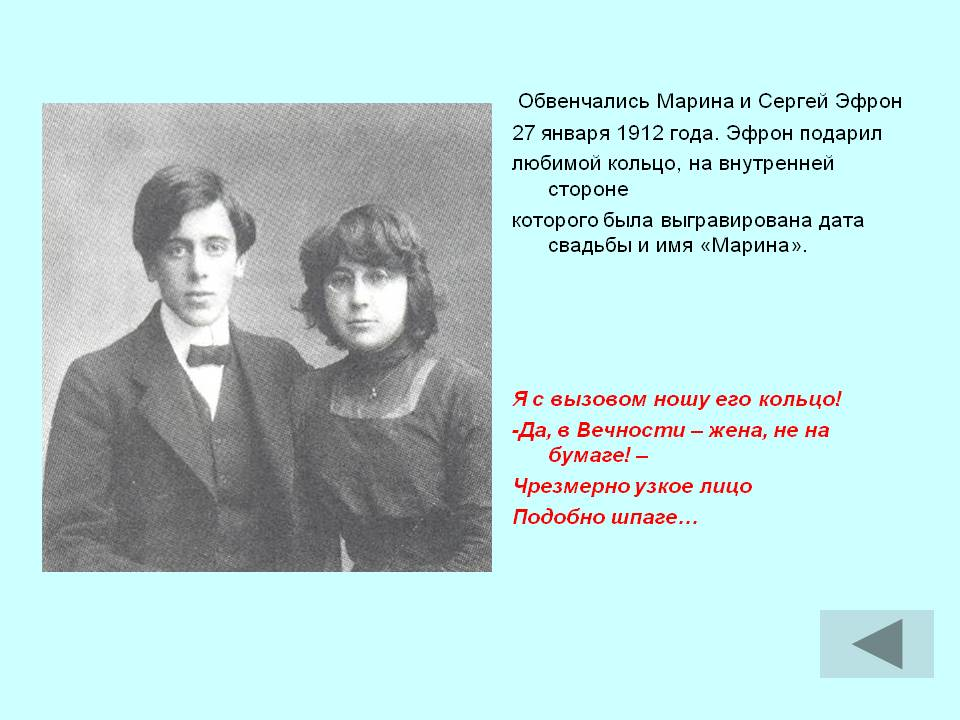 Обвенчались Марина и Сергей Эфрон
27 января 1912 года. Эфрон подарил
любимой кольцо, на внутренней
стороне
которого была выгравирована дата
свадьбы и имя «Марина».
Я с вызовом ношу его кольцо!
-Да, в Вечности – жена, не на
бумаге! –
Чрезмерно узкое лицо
Подобно шпаге…